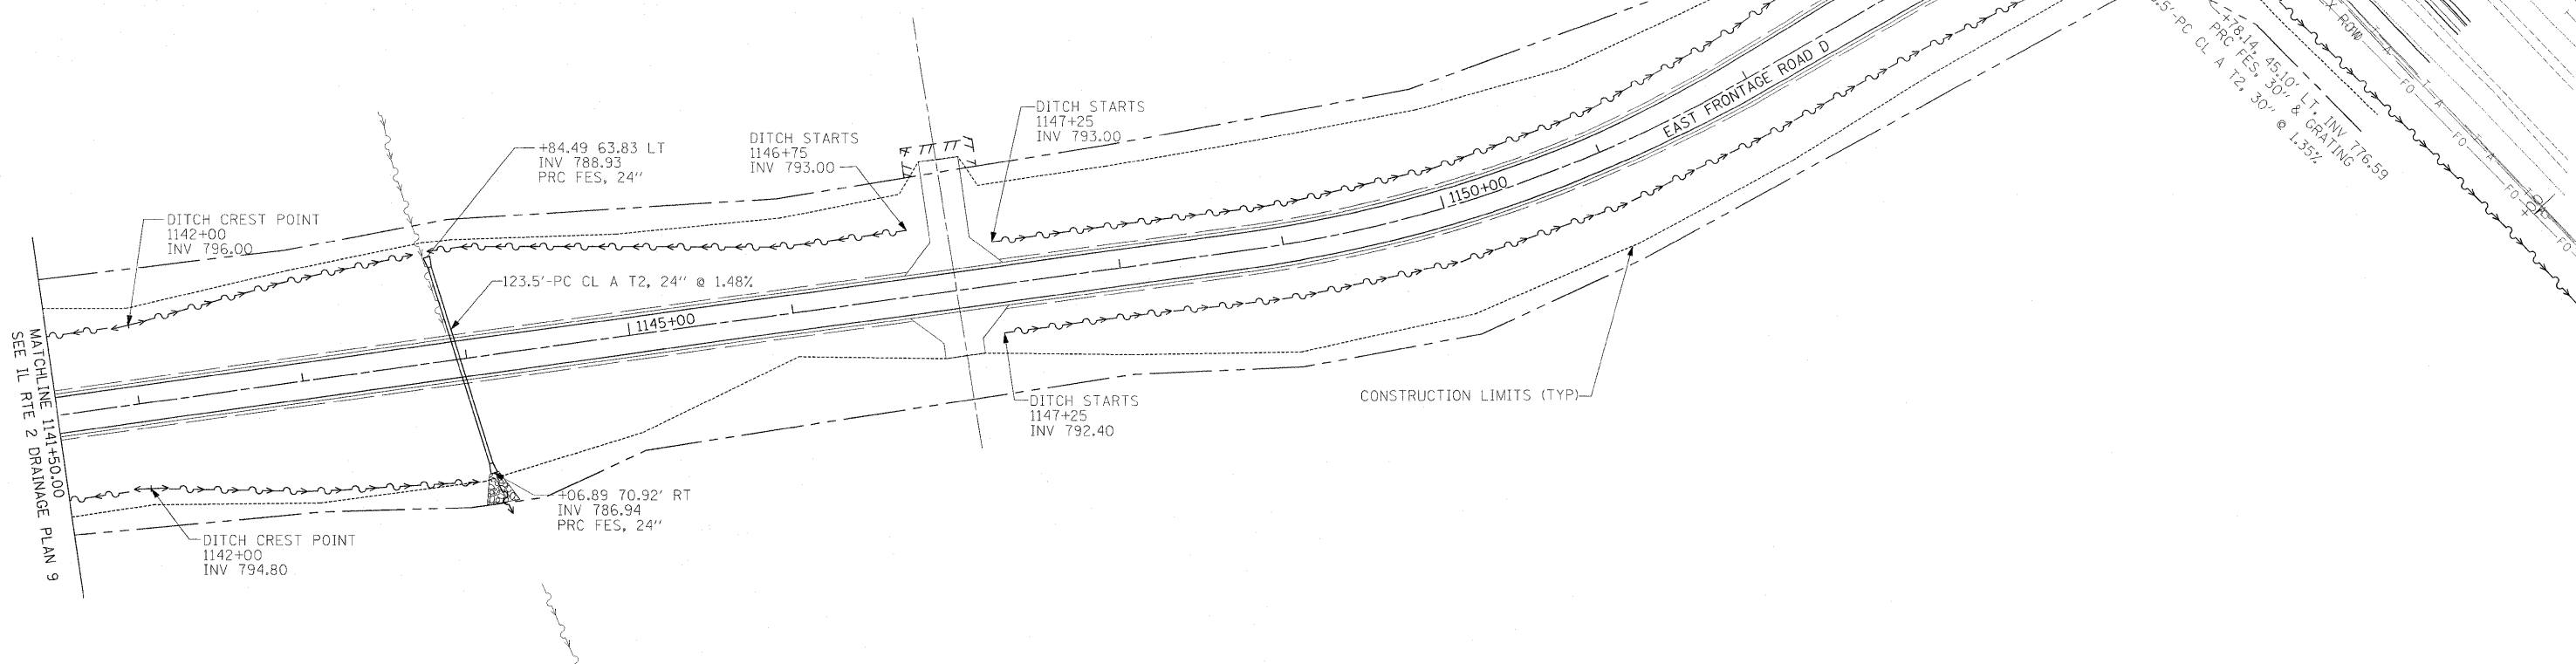 DITCH CREST POINT
1142+00
INV 796.00
+84.49 63.83 LT
INV 788.93
PRC FES, 24"
DITCH STARTS
1146+75
INV 793.00
DITCH STARTS
1147+25
INV 793.00
123.5'-PC CL A T2, 24" @ 1.48%
1145+00
1150+00
EAST FRONTAGE ROAD D
MATCHLINE 1141+50.00
SEE IL RTE 2 DRAINAGE PLAN 9
DITCH CREST POINT
1142+00
INV 794.80
+06.89 70.92' RT
INV 786.94
PRC FES, 24"
DITCH STARTS
1147+25
INV 792.40
CONSTRUCTION LIMITS (TYP)
+78.14, 45.10' LT, INV 776.59
PRC FES, 30" & GRATING
.5'-PC CL A T2, 30" @ 1.35%
EX ROW
T A
FO
T A
FO
T A
FO
FO